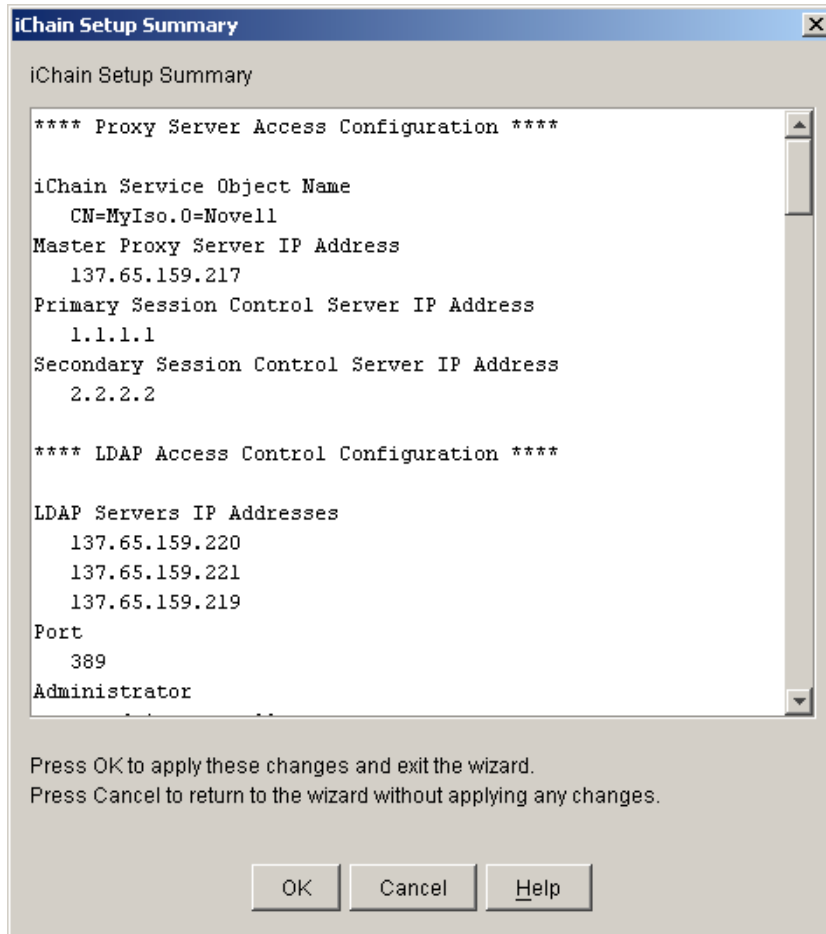 iChain Setup Summary
iChain Setup Summary
**** Proxy Server Access Configuration ****
iChain Service Object Name
CN=MyIso.O=Novell
Master Proxy Server IP Address
137.65.159.217
Primary Session Control Server IP Address
1.1.1.1
Secondary Session Control Server IP Address
2.2.2.2
**** LDAP Access Control Configuration ****
LDAP Servers IP Addresses
137.65.159.220
137.65.159.221
137.65.159.219
Port
389
Administrator
Press OK to apply these changes and exit the wizard.
Press Cancel to return to the wizard without applying any changes.
OK Cancel Help